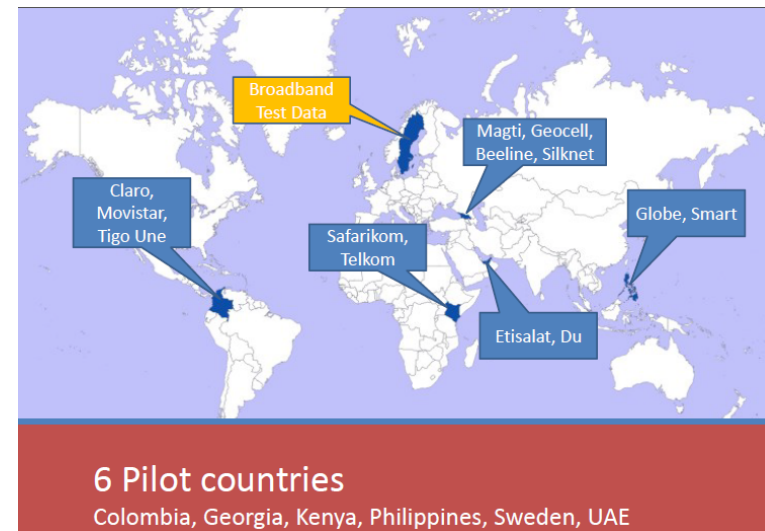 Broadband
Test Data
Magti, Geocell,
Beeline, Silknet
Claro,
Movistar,
Tigo Une
Globe, Smart
Safarikom,
Telkom
Etisalat, Du
6 Pilot countries
Colombia, Georgia, Kenya, Philippines, Sweden, UAE